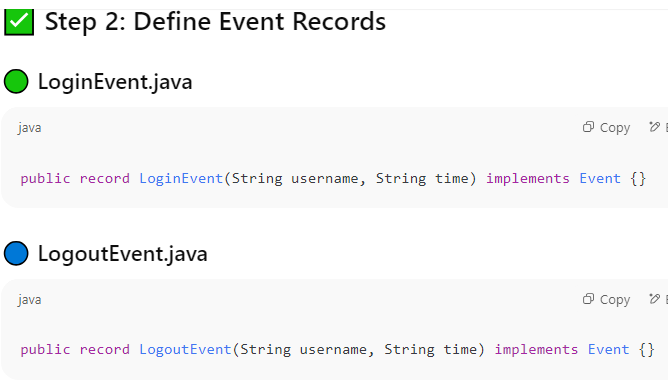 ✅ Step 2: Define Event Records
🟢 LoginEvent.java
java Copy
public record LoginEvent(String username, String time) implements Event {}
🔵 LogoutEvent.java
java Copy
public record LogoutEvent(String username, String time) implements Event {}